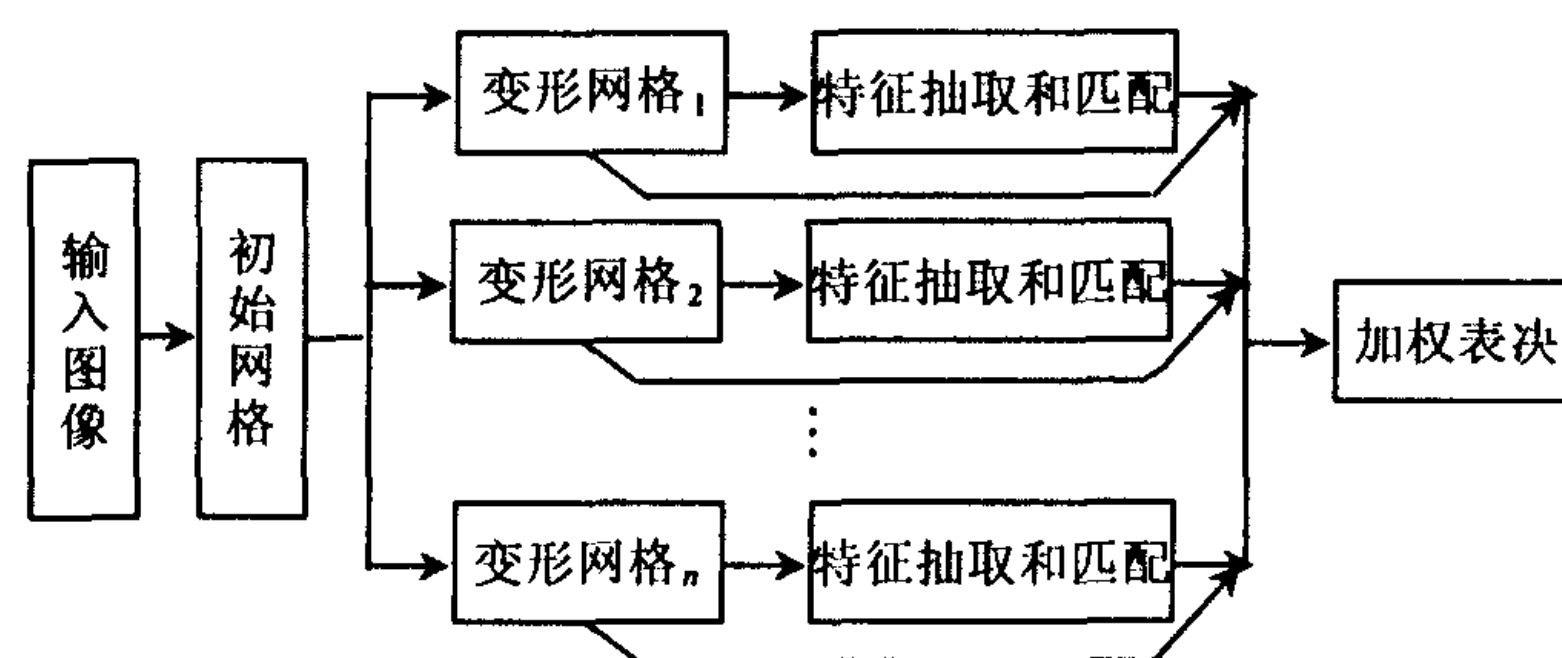 输入图像
初始网格
变形网格1
特征抽取和匹配
变形网格2
特征抽取和匹配
⋮
变形网格n
特征抽取和匹配
加权表决